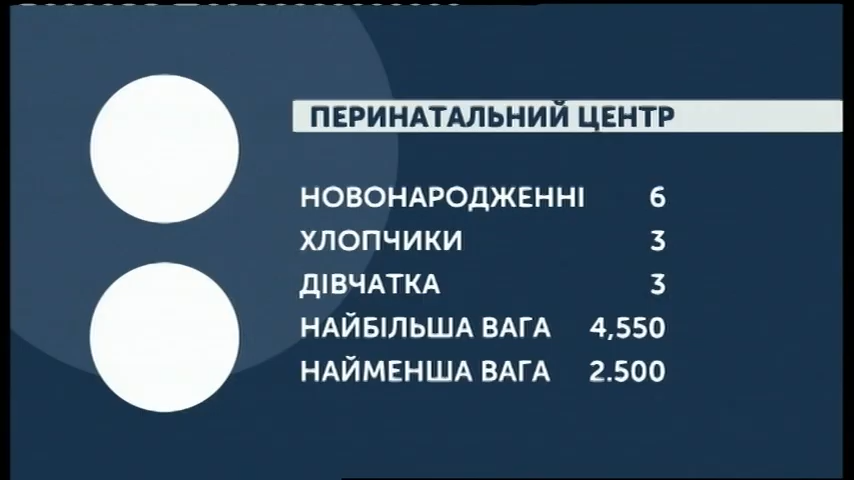 ПЕРИНАТАЛЬНИЙ ЦЕНТР
НОВОНАРОДЖЕННІ 6
ХЛОПЧИКИ 3
ДІВЧАТКА 3
НАЙБІЛЬША ВАГА 4,550
НАЙМЕНША ВАГА 2.500